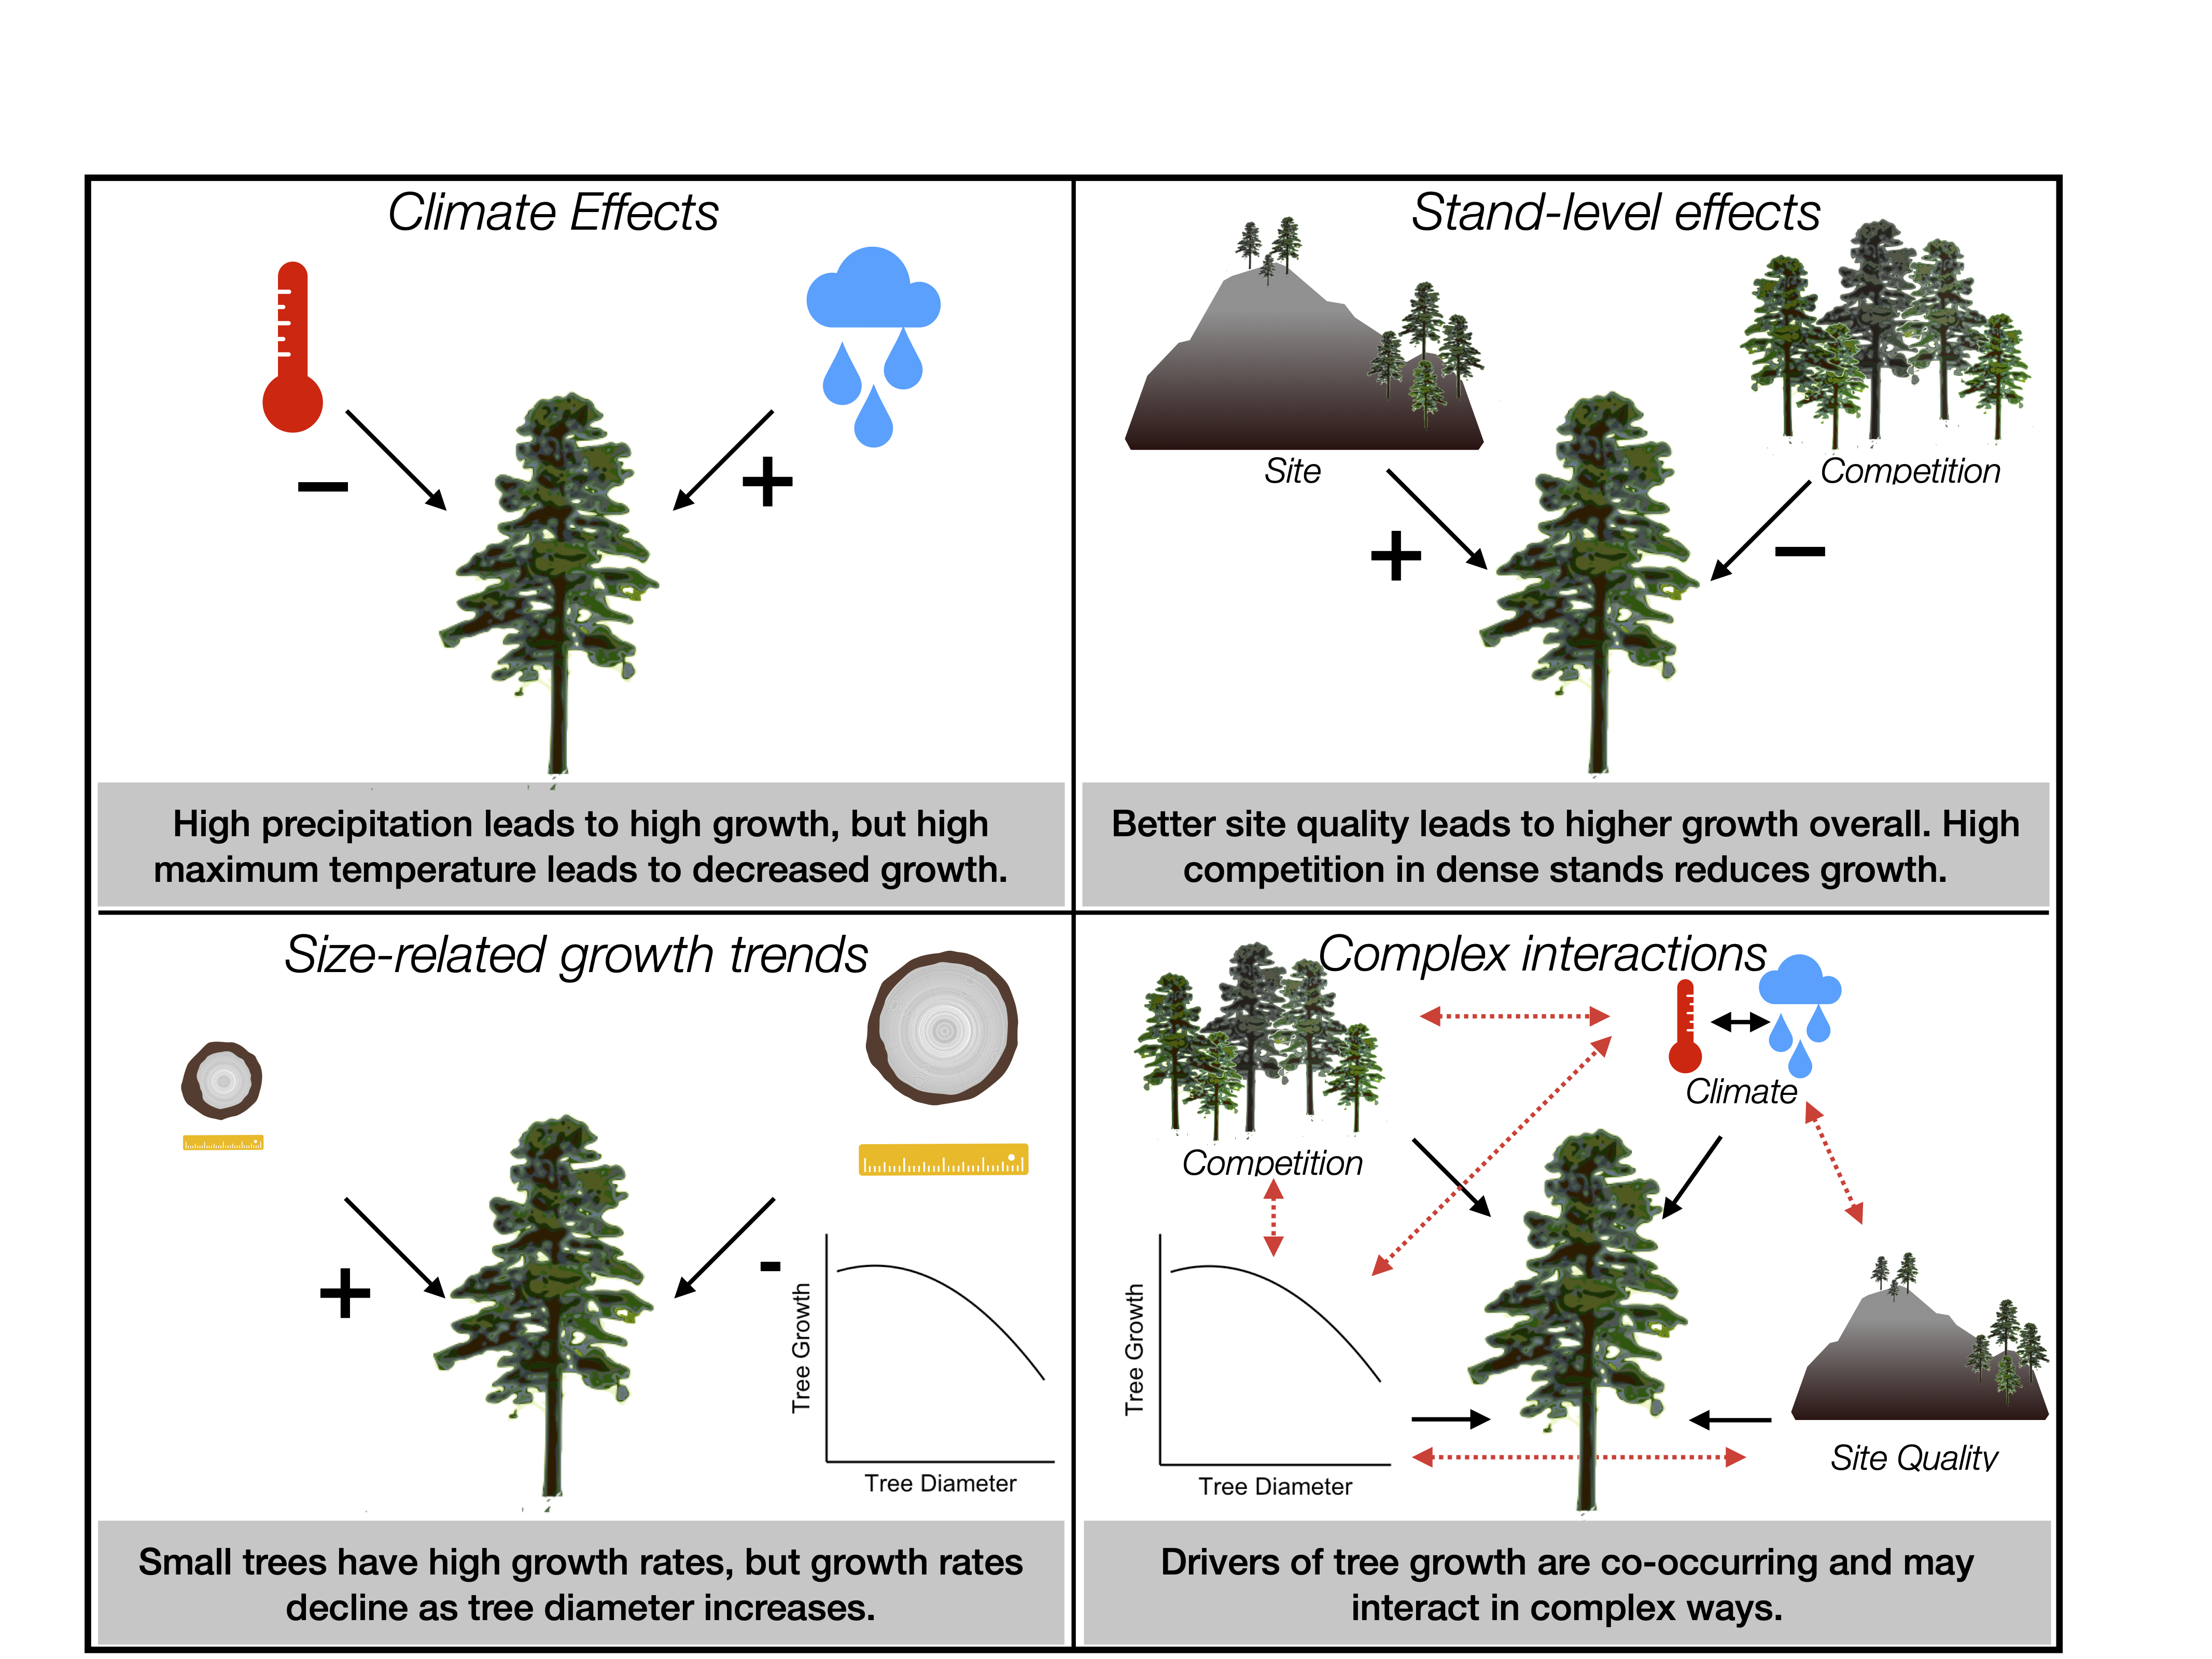 Climate Effects
−
+
High precipitation leads to high growth, but high
maximum temperature leads to decreased growth.
Stand-level effects
Site
Competition
+
−
Better site quality leads to higher growth overall. High
competition in dense stands reduces growth.
Size-related growth trends
+
-
Tree Growth
Tree Diameter
Small trees have high growth rates, but growth rates
decline as tree diameter increases.
Complex interactions
Climate
Competition
Tree Growth
Tree Diameter
Site Quality
Drivers of tree growth are co-occurring and may
interact in complex ways.